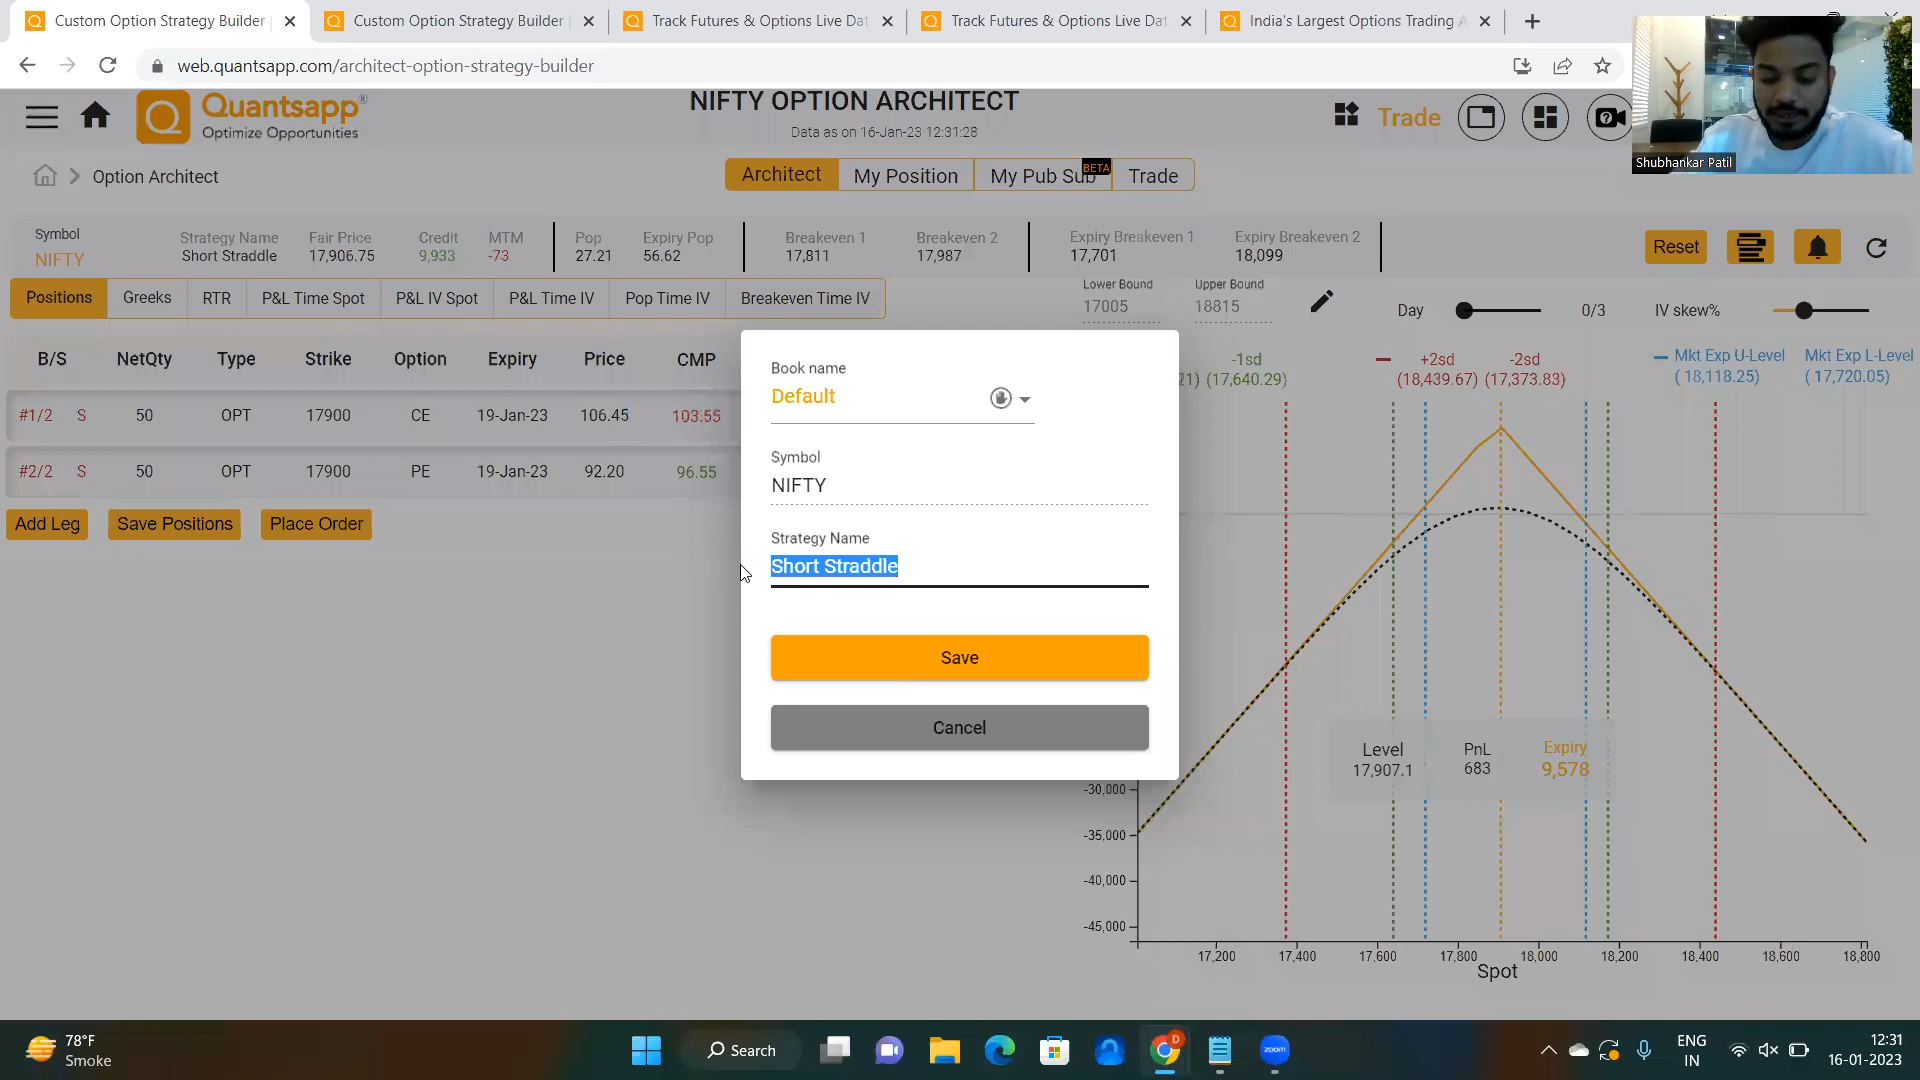 Custom Option Strategy Builder
Custom Option Strategy Builder
Track Futures & Options Live Dat
Track Futures & Options Live Dat
India's Largest Options Trading A
web.quantsapp.com/architect-option-strategy-builder
Shubhankar Patil
Quantsapp®
Optimize Opportunities
NIFTY OPTION ARCHITECT
Data as on 16-Jan-23 12:31:28
Trade
Option Architect
Architect
My Position
My Pub Sub
BETA
Trade
Symbol
NIFTY
Strategy Name
Short Straddle
Fair Price
17,906.75
Credit
9,933
MTM
-73
Pop
27.21
Expiry Pop
56.62
Breakeven 1
17,811
Breakeven 2
17,987
Expiry Breakeven 1
17,701
Expiry Breakeven 2
18,099
Reset
Positions
Greeks
RTR
P&L Time Spot
P&L IV Spot
P&L Time IV
Pop Time IV
Breakeven Time IV
Lower Bound
17005
Upper Bound
18815
Day
0/3
IV skew%
B/S NetQty Type Strike Option Expiry Price CMP
#1/2 S 50 OPT 17900 CE 19-Jan-23 106.45 103.55
#2/2 S 50 OPT 17900 PE 19-Jan-23 92.20 96.55
Add Leg
Save Positions
Place Order
Book name
Default
Symbol
NIFTY
Strategy Name
Short Straddle
Save
Cancel
-1sd
21) (17,640.29)
+2sd
(18,439.67)
-2sd
(17,373.83)
Mkt Exp U-Level
( 18,118.25)
Mkt Exp L-Level
( 17,720.05)
Level
17,907.1
PnL
683
Expiry
9,578
-30,000
-35,000
-40,000
-45,000
17,200 17,400 17,600 17,800 18,000 18,200 18,400 18,600 18,800
Spot
78°F
Smoke
Search
D
zoom
ENG
IN
12:31
16-01-2023